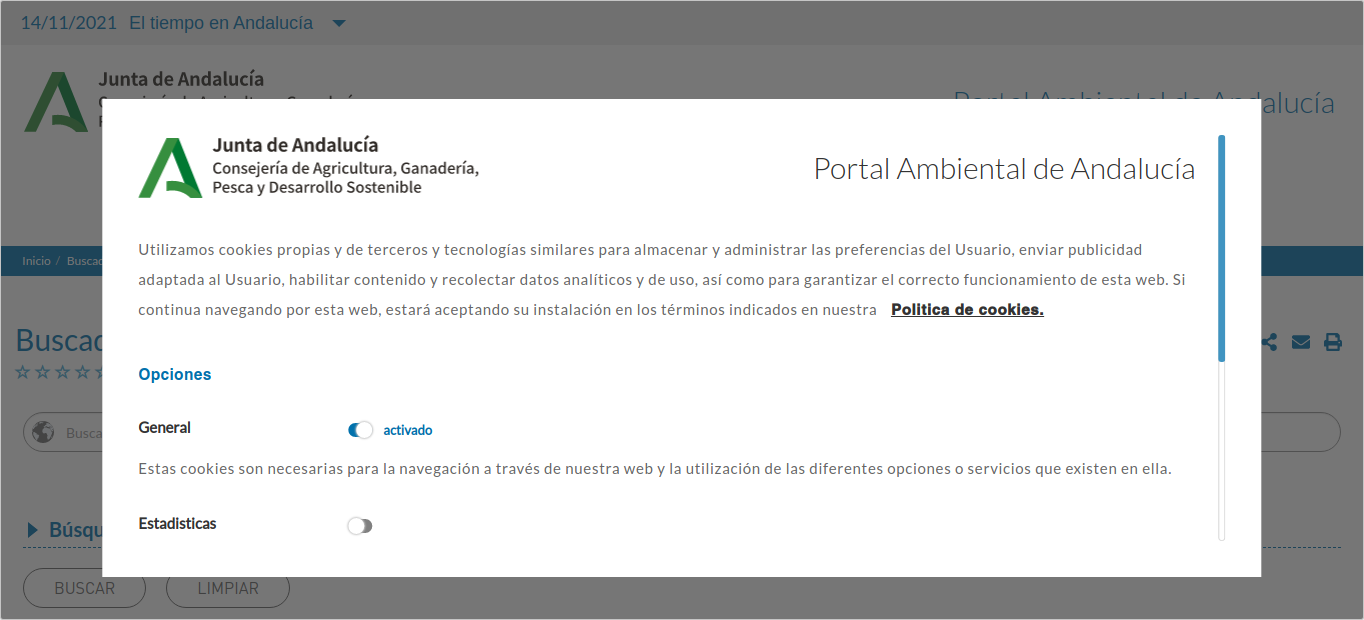 14/11/2021 El tiempo en Andalucía
Junta de Andalucía
Portal Ambiental de Andalucía
Junta de Andalucía
Consejería de Agricultura, Ganadería,
Pesca y Desarrollo Sostenible
Portal Ambiental de Andalucía
Inicio / Buscad
Utilizamos cookies propias y de terceros y tecnologías similares para almacenar y administrar las preferencias del Usuario, enviar publicidad
adaptada al Usuario, habilitar contenido y recolectar datos analíticos y de uso, así como para garantizar el correcto funcionamiento de esta web. Si
continua navegando por esta web, estará aceptando su instalación en los términos indicados en nuestra Politica de cookies.
Buscad
Opciones
General activado
Busca
Estas cookies son necesarias para la navegación a través de nuestra web y la utilización de las diferentes opciones o servicios que existen en ella.
Estadisticas
Búsqu
BUSCAR LIMPIAR